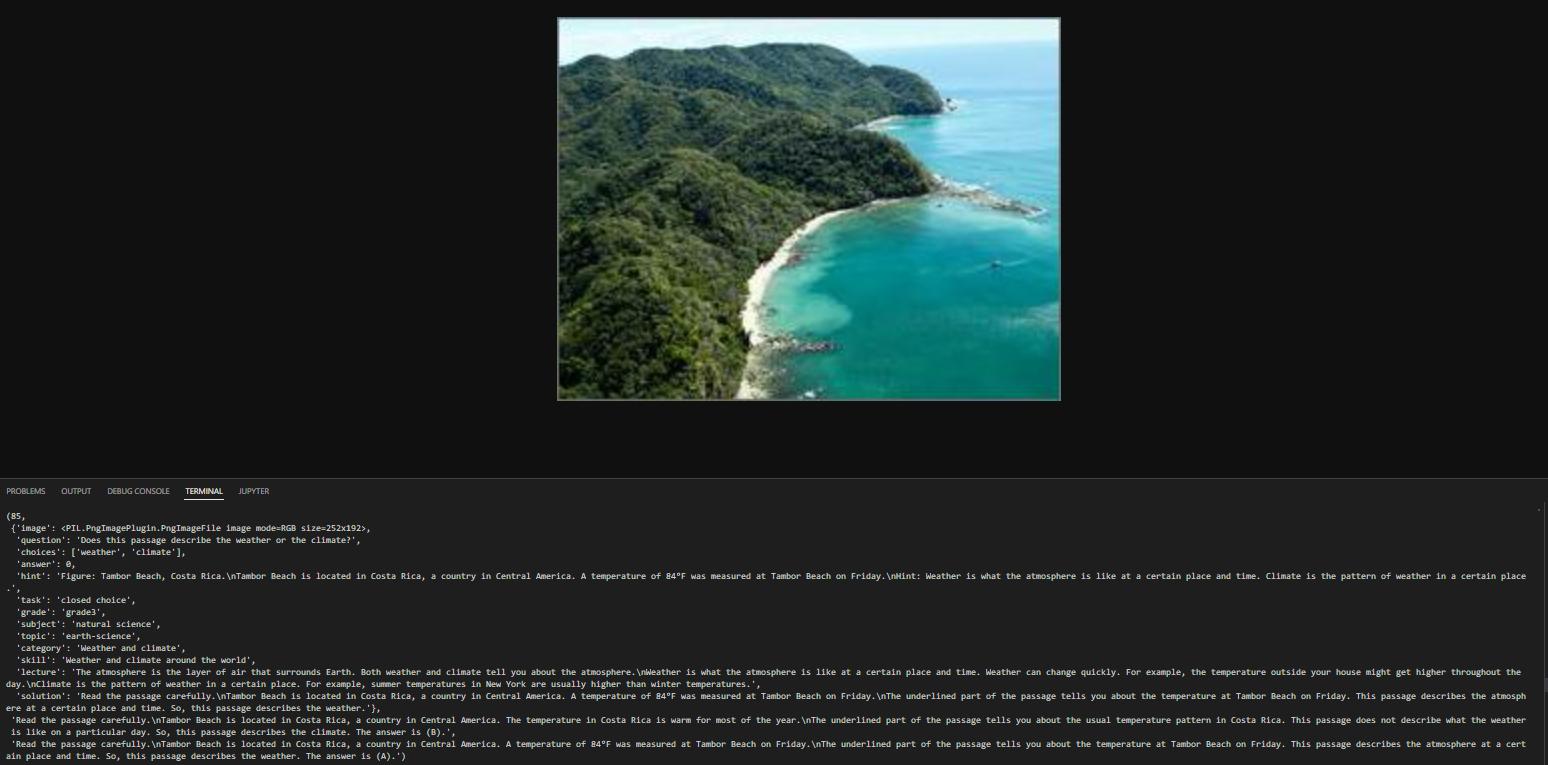 PROBLEMS OUTPUT DEBUG CONSOLE TERMINAL JUPYTER
(85,
{'image': <PIL.PngImagePlugin.PngImageFile image mode=RGB size=252x192>,
'question': 'Does this passage describe the weather or the climate?',
'choices': ['weather', 'climate'],
'answer': 0,
'hint': 'Figure: Tambor Beach, Costa Rica.\nTambor Beach is located in Costa Rica, a country in Central America. A temperature of 84°F was measured at Tambor Beach on Friday.\nHint: Weather is what the atmosphere is like at a certain place and time. Climate is the pattern of weather in a certain place
.',
'task': 'closed choice',
'grade': 'grade3',
'subject': 'natural science',
'topic': 'earth-science',
'category': 'Weather and climate',
'skill': 'Weather and climate around the world',
'lecture': 'The atmosphere is the layer of air that surrounds Earth. Both weather and climate tell you about the atmosphere.\nWeather is what the atmosphere is like at a certain place and time. Weather can change quickly. For example, the temperature outside your house might get higher throughout the
day.\nClimate is the pattern of weather in a certain place. For example, summer temperatures in New York are usually higher than winter temperatures.',
'solution': 'Read the passage carefully.\nTambor Beach is located in Costa Rica, a country in Central America. A temperature of 84°F was measured at Tambor Beach on Friday.\nThe underlined part of the passage tells you about the temperature at Tambor Beach on Friday. This passage describes the atmosph
ere at a certain place and time. So, this passage describes the weather.'},
'Read the passage carefully.\nTambor Beach is located in Costa Rica, a country in Central America. The temperature in Costa Rica is warm for most of the year.\nThe underlined part of the passage tells you about the usual temperature pattern in Costa Rica. This passage does not describe what the weather
is like on a particular day. So, this passage describes the climate. The answer is (B).',
'Read the passage carefully.\nTambor Beach is located in Costa Rica, a country in Central America. A temperature of 84°F was measured at Tambor Beach on Friday.\nThe underlined part of the passage tells you about the temperature at Tambor Beach on Friday. This passage describes the atmosphere at a cert
ain place and time. So, this passage describes the weather. The answer is (A).')